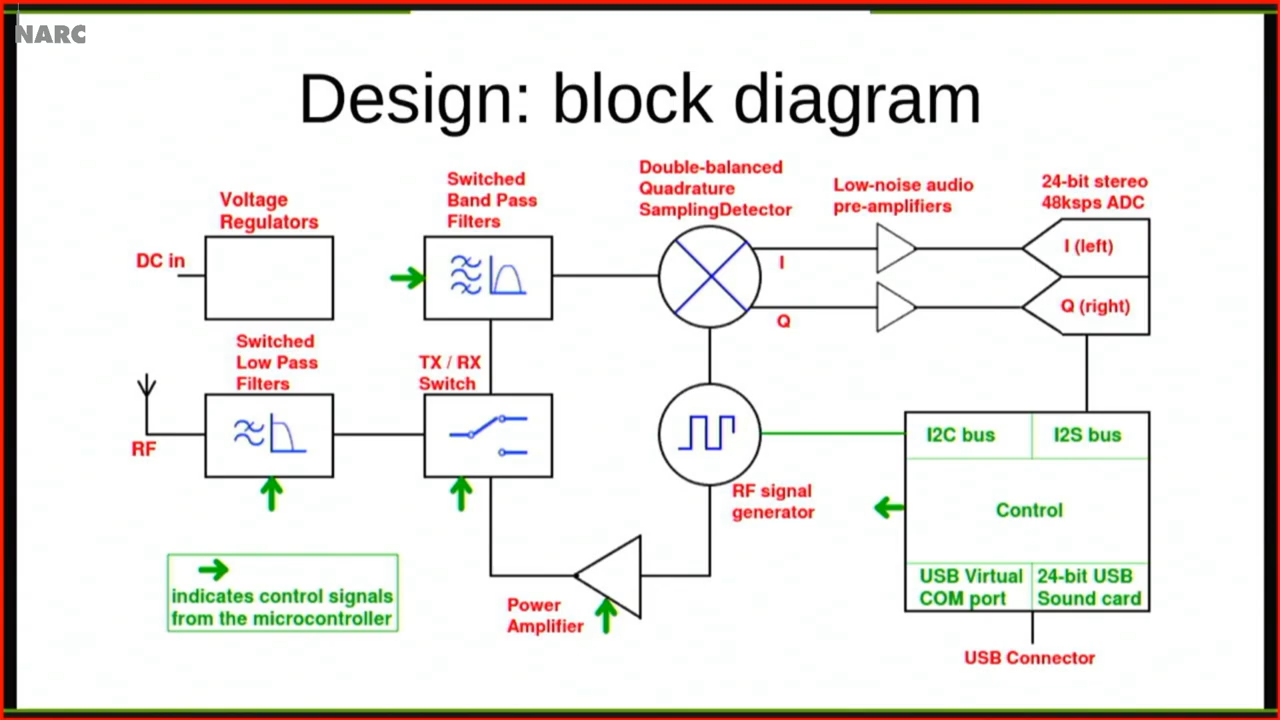 NARC
Design: block diagram
Voltage
Regulators
DC in
Switched
Band Pass
Filters
Double-balanced
Quadrature
SamplingDetector
I
Q
Low-noise audio
pre-amplifiers
24-bit stereo
48ksps ADC
I (left)
Q (right)
Switched
Low Pass
Filters
RF
TX / RX
Switch
RF signal
generator
I2C bus
I2S bus
Control
USB Virtual
COM port
24-bit USB
Sound card
USB Connector
Power
Amplifier
indicates control signals
from the microcontroller